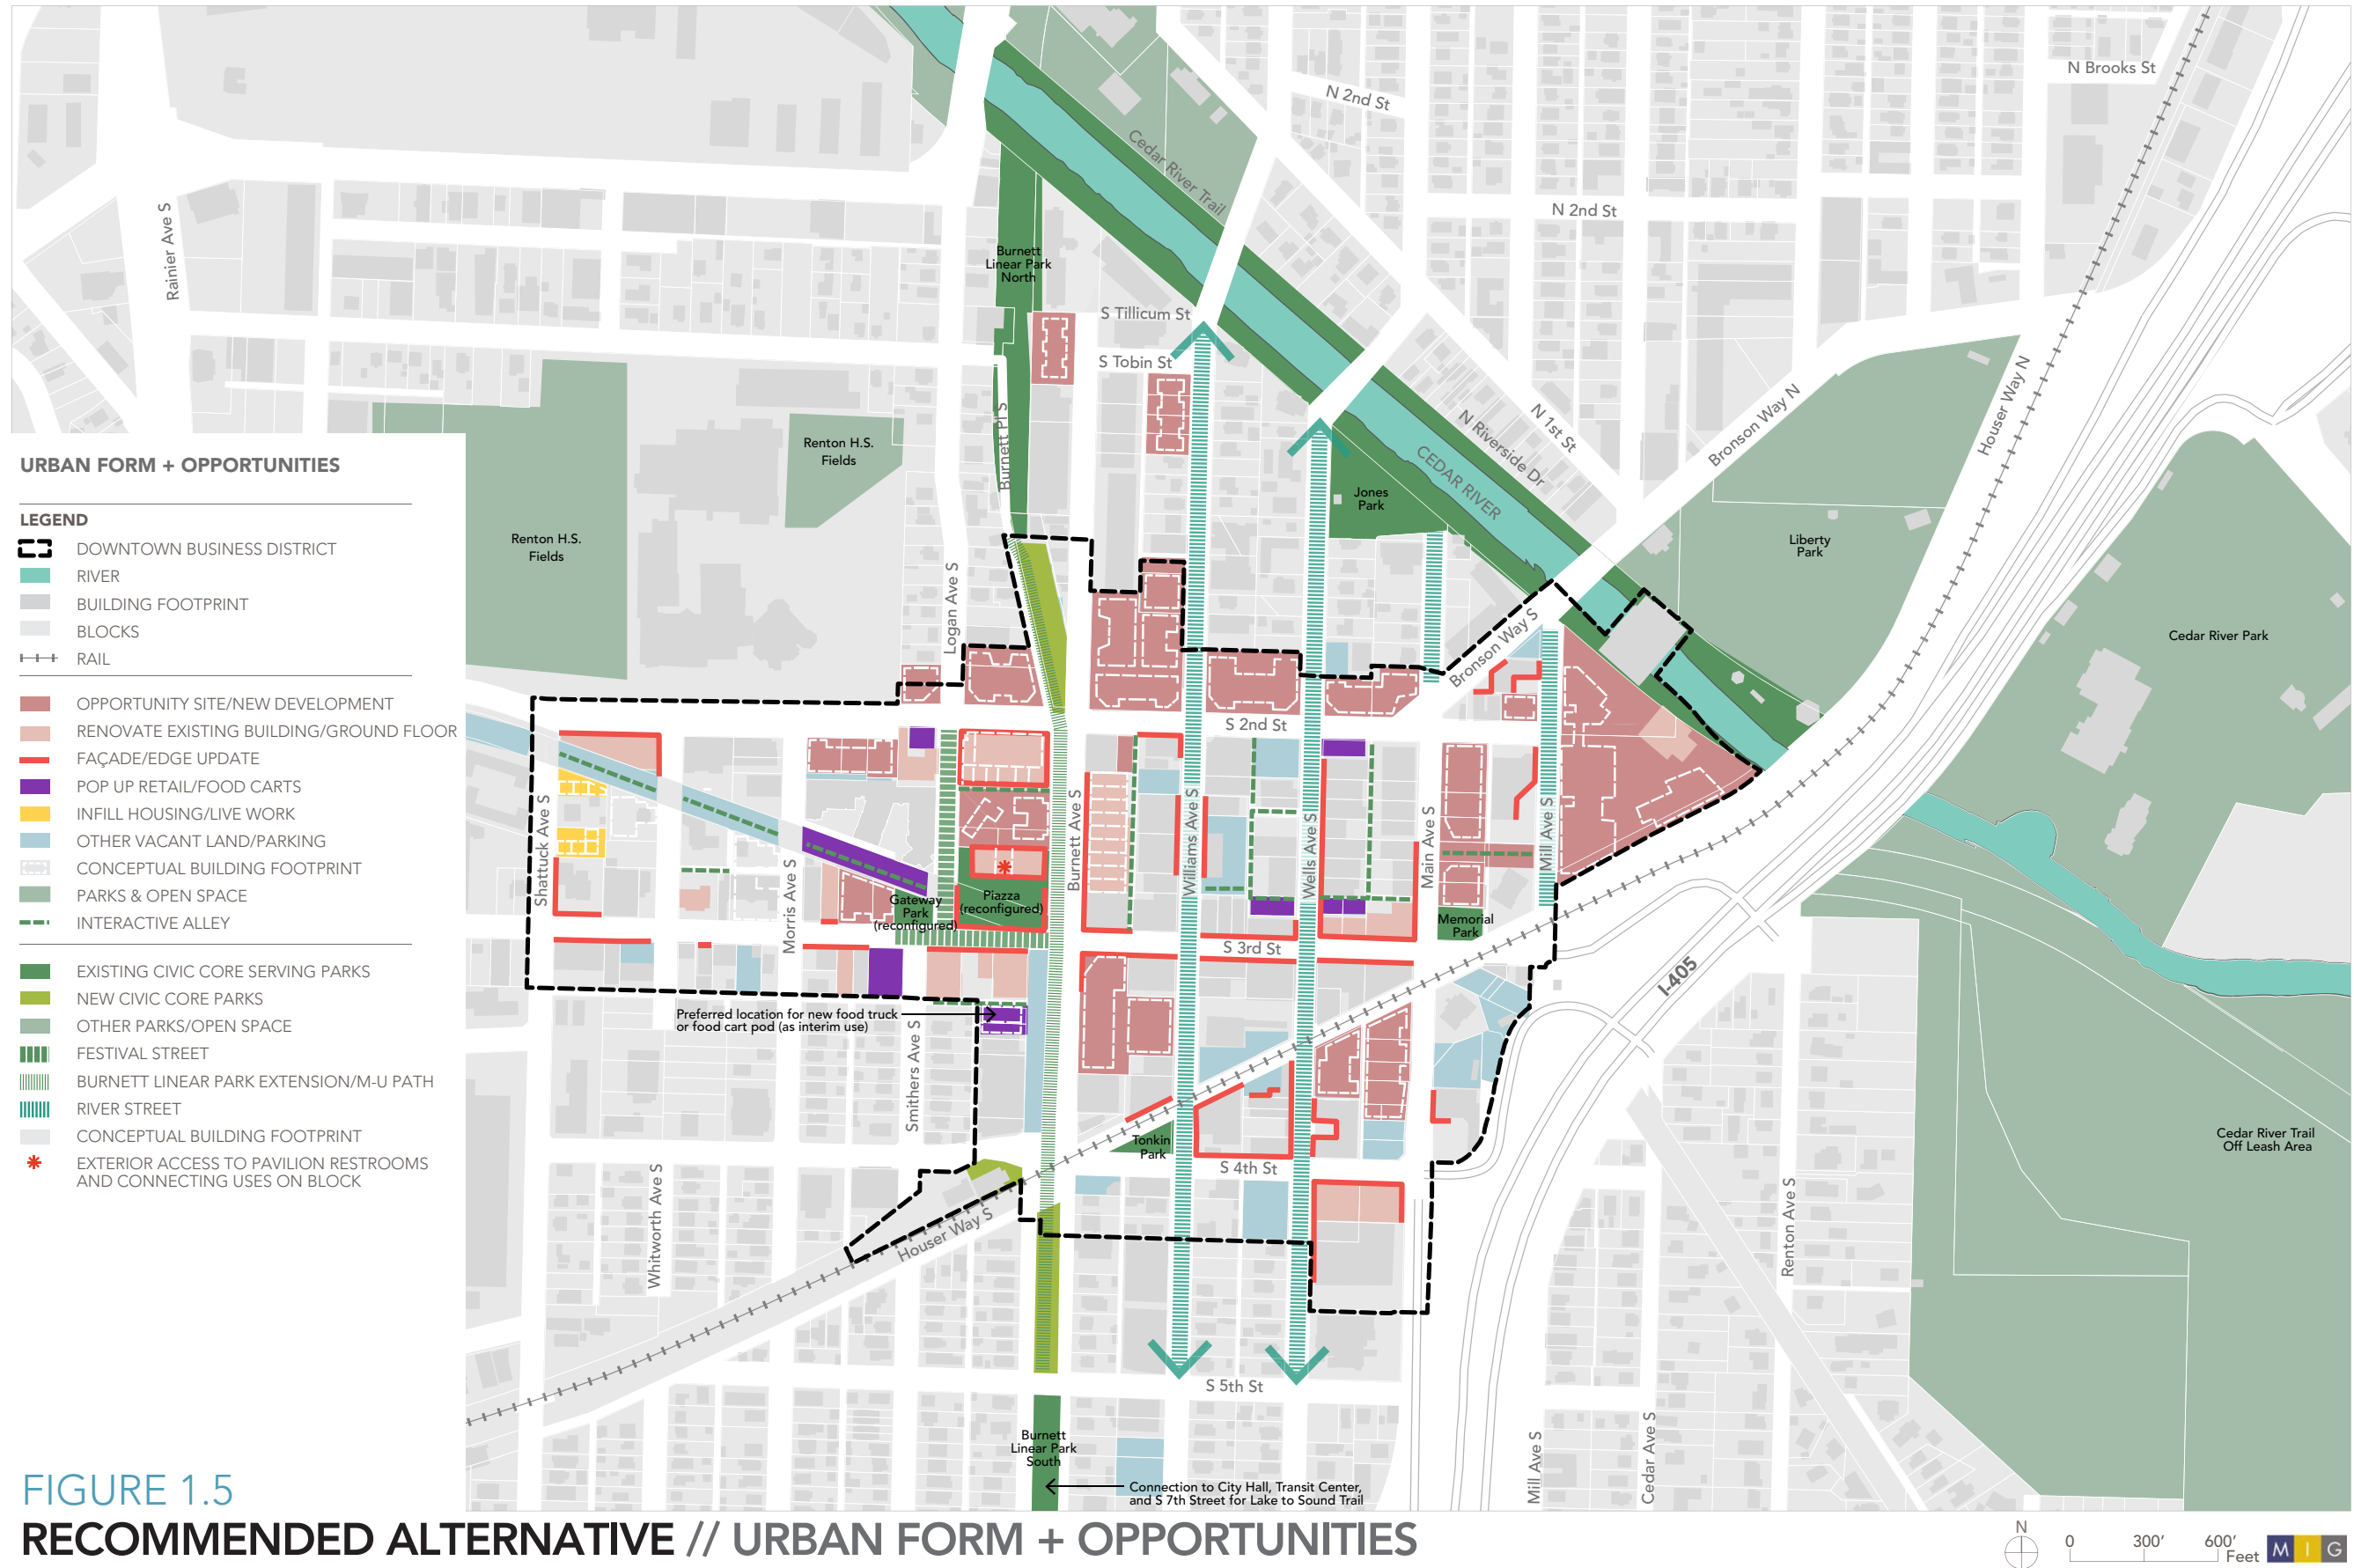 N Brooks St
N 2nd St
Cedar River Trail
N 2nd St
Rainier Ave S
Burnett
Linear Park
North
S Tillicum St
S Tobin St
Houser Way N
Bronson Way N
N 1st St
N Riverside Dr
CEDAR RIVER
Burnett Pl S
Renton H.S.
Fields
Renton H.S.
Fields
Jones
Park
Liberty
Park
Cedar River Park
Logan Ave S
Bronson Way S
S 2nd St
Shattuck Ave S
Morris Ave S
Burnett Ave S
Williams Ave S
Wells Ave S
Main Ave S
Mill Ave S
Gateway
Park
(reconfigured)
Piazza
(reconfigured)
Memorial
Park
S 3rd St
I-405
Preferred location for new food truck
or food cart pod (as interim use)
Smithers Ave S
Tonkin
Park
S 4th St
Whitworth Ave S
Houser Way S
Renton Ave S
Cedar River Trail
Off Leash Area
S 5th St
Burnett
Linear Park
South
Connection to City Hall, Transit Center,
and S 7th Street for Lake to Sound Trail
Mill Ave S
Cedar Ave S
URBAN FORM + OPPORTUNITIES
LEGEND
DOWNTOWN BUSINESS DISTRICT
RIVER
BUILDING FOOTPRINT
BLOCKS
RAIL
OPPORTUNITY SITE/NEW DEVELOPMENT
RENOVATE EXISTING BUILDING/GROUND FLOOR
FAÇADE/EDGE UPDATE
POP UP RETAIL/FOOD CARTS
INFILL HOUSING/LIVE WORK
OTHER VACANT LAND/PARKING
CONCEPTUAL BUILDING FOOTPRINT
PARKS & OPEN SPACE
INTERACTIVE ALLEY
EXISTING CIVIC CORE SERVING PARKS
NEW CIVIC CORE PARKS
OTHER PARKS/OPEN SPACE
FESTIVAL STREET
BURNETT LINEAR PARK EXTENSION/M-U PATH
RIVER STREET
CONCEPTUAL BUILDING FOOTPRINT
EXTERIOR ACCESS TO PAVILION RESTROOMS
AND CONNECTING USES ON BLOCK
FIGURE 1.5
RECOMMENDED ALTERNATIVE // URBAN FORM + OPPORTUNITIES
N
0 300' 600'
Feet
M I G